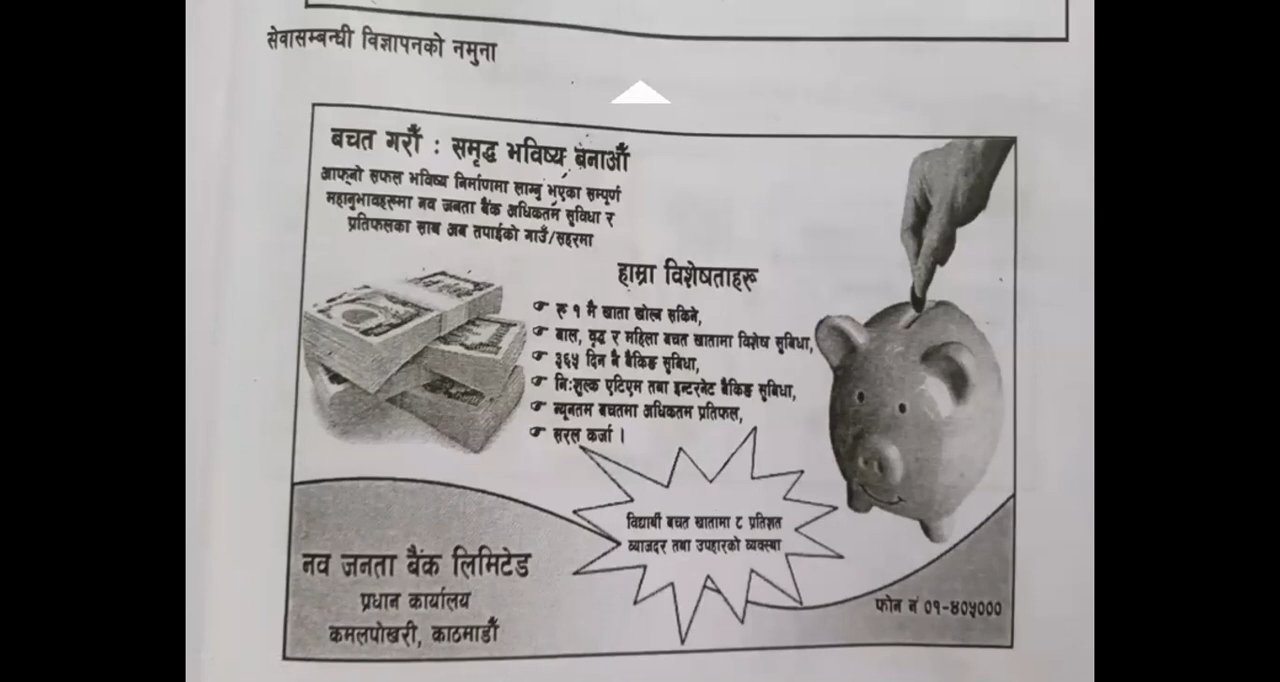 सेवासम्बन्धी विज्ञापनको नमुना
बचत गरौँ : समृद्ध भविष्य बनाऔँ
आफ्नो सफल भविष्य निर्माणमा लाग्नु भएका सम्पूर्ण
महानुभावहरूमा नव जनता बैंक अधिकतम सुविधा र
प्रतिफलका साथ अब तपाईको गाउँ/सहरमा
हाम्रा विशेषताहरू
रु १ मै खाता खोल्न सकिने,
बाल, वृद्ध र महिला बचत खातामा विशेष सुबिधा,
३६५ दिन नै बैकिङ सुबिधा,
निःशुल्क एटिएम तथा इन्टरनेट बैकिङ सुबिधा,
न्यूनतम बचतमा अधिकतम प्रतिफल,
सरल कर्जा ।
विद्यार्थी बचत खातामा ८ प्रतिशत
ब्याजदर तथा उपहारको व्यवस्था
नव जनता बैंक लिमिटेड
प्रधान कार्यालय
कमलपोखरी, काठमाडौँ
फोन नं ०१-४०५०००